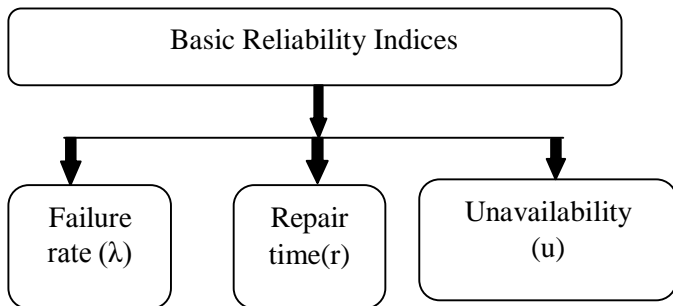 Basic Reliability Indices
Failure
rate (λ)
Repair
time(r)
Unavailability
(u)